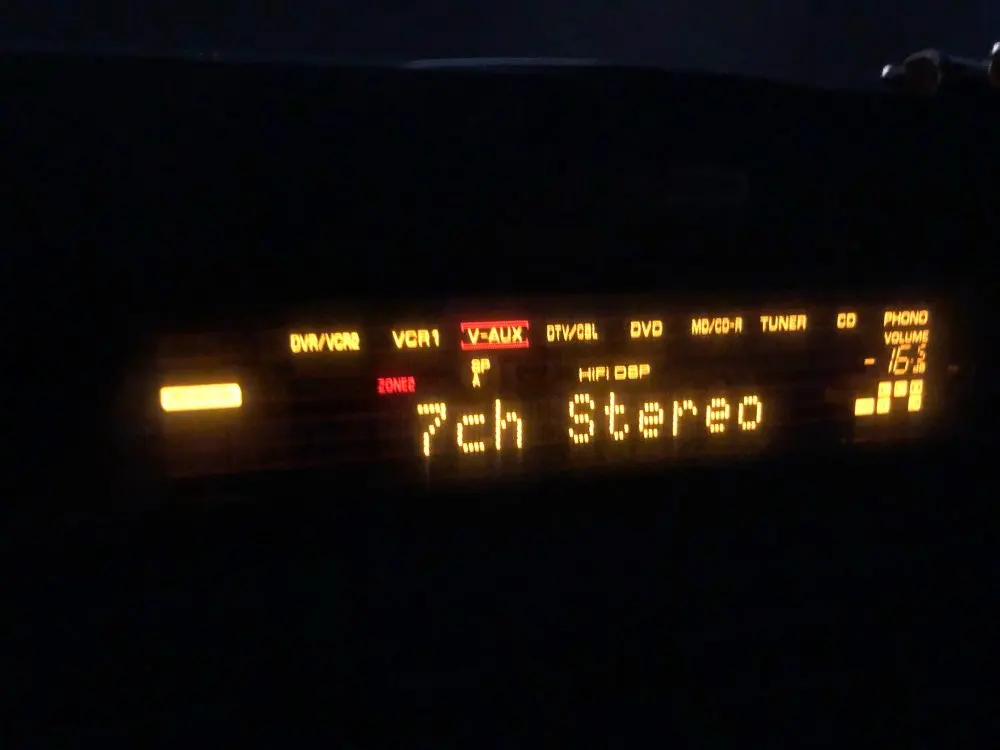 DVR/VCR2 VCR1 V-AUX DTV/CBL DVD MD/CD-R TUNER CD PHONO
VOLUME
SP HiFi DSP -16.5 dB
ZONE2 A
7ch Stereo